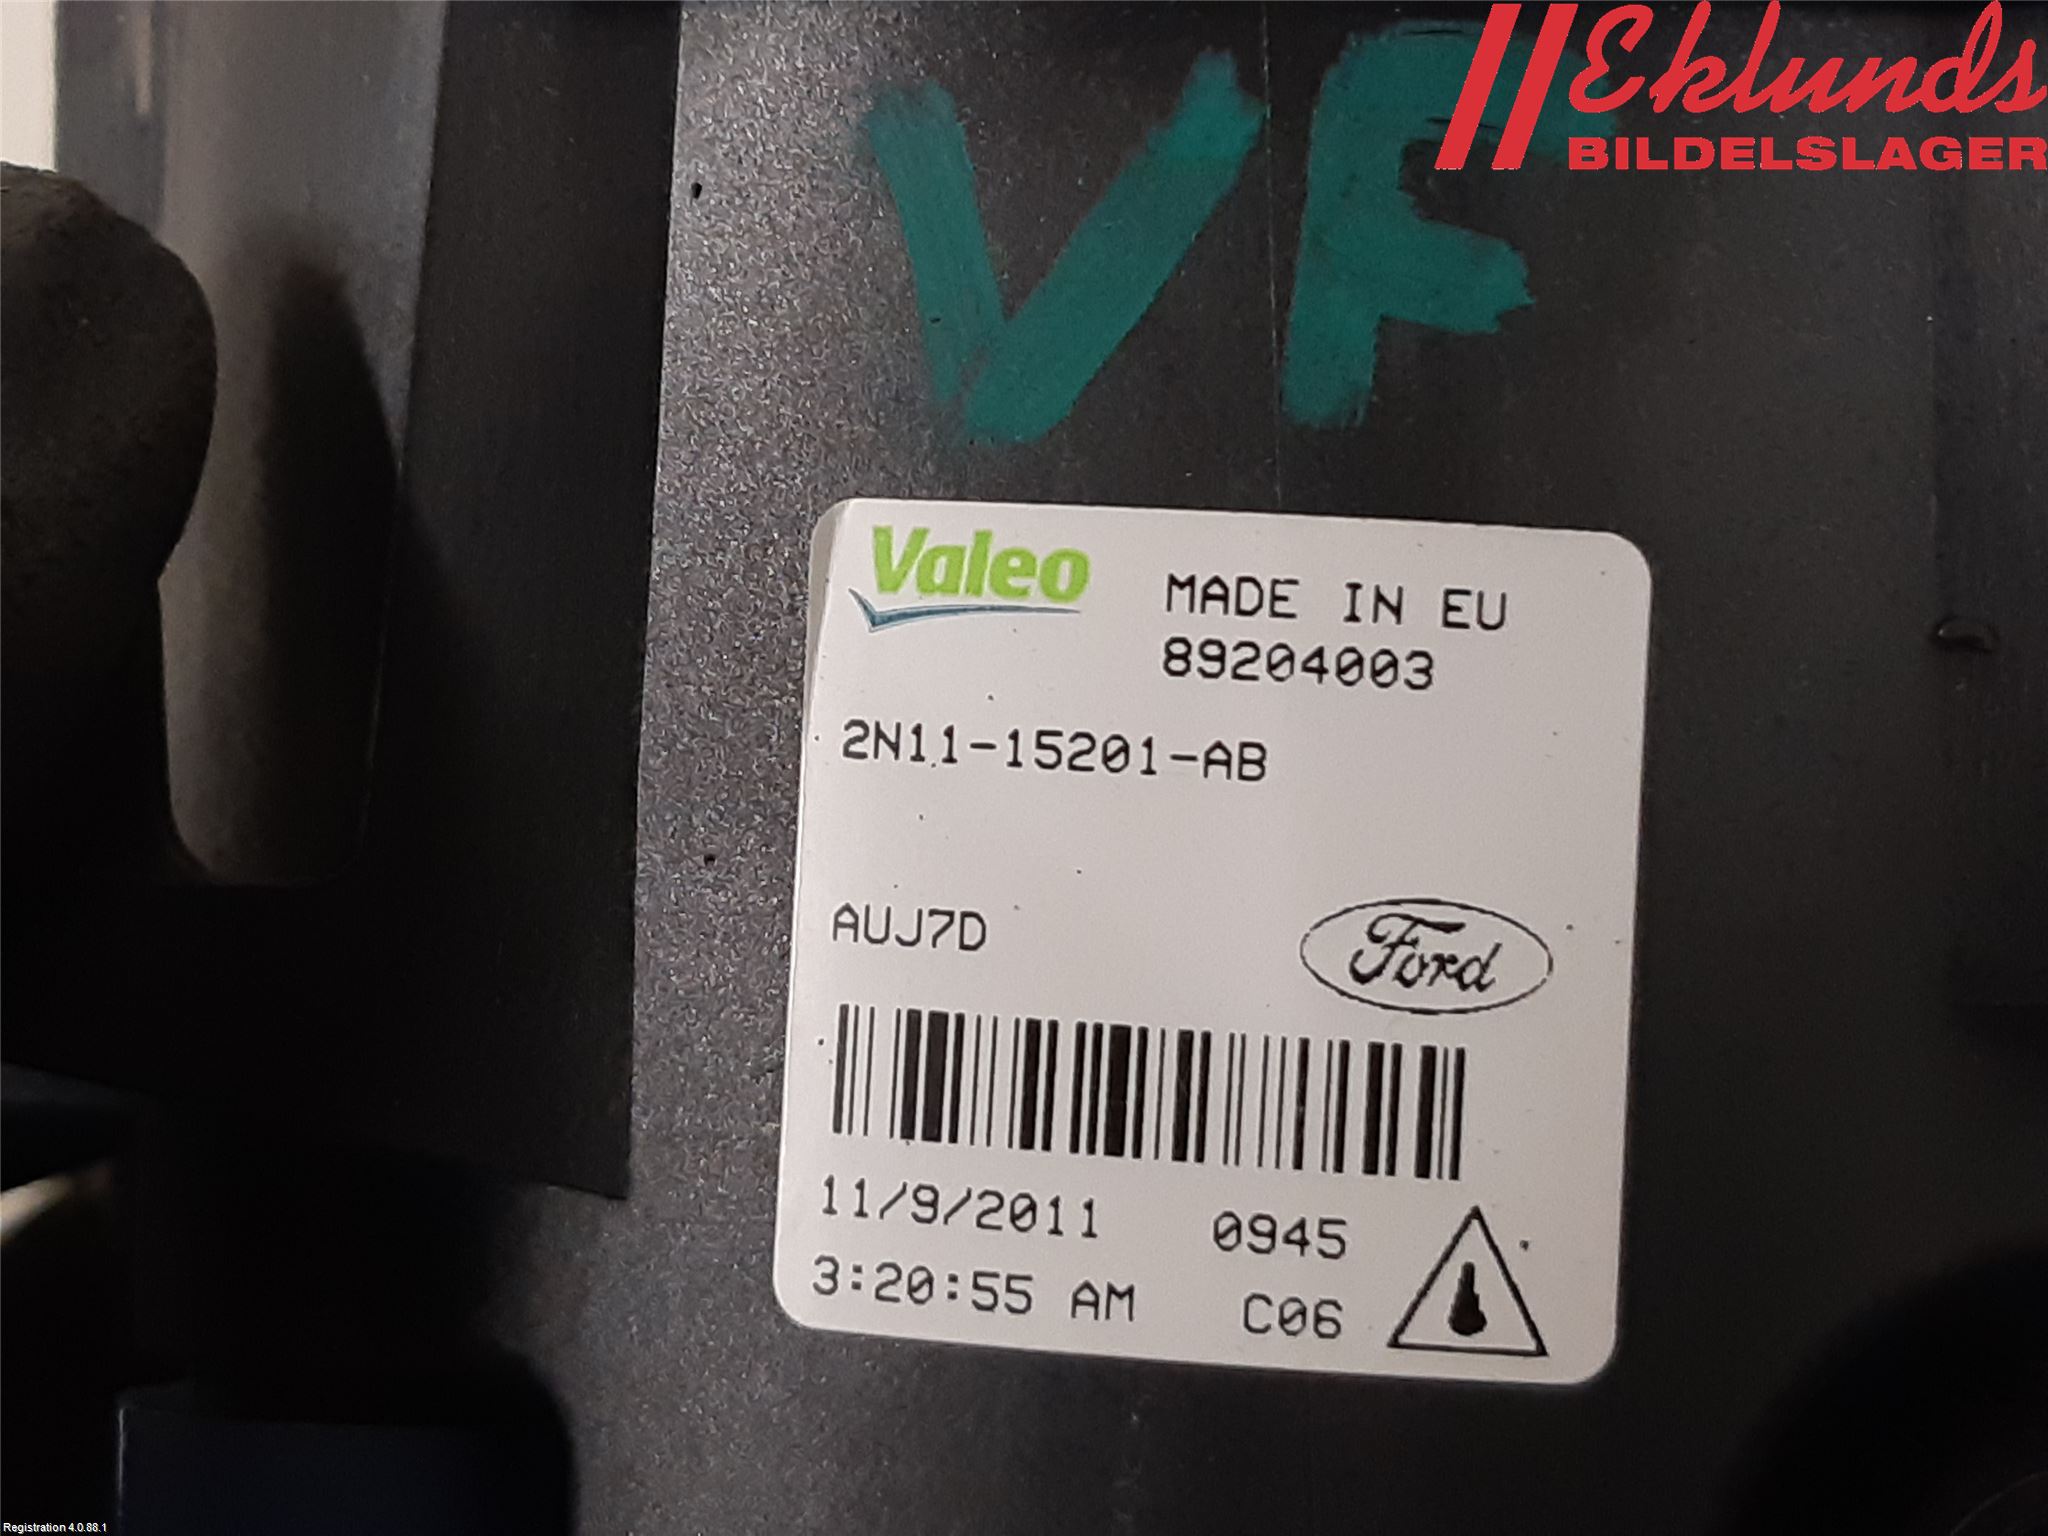 Eklunds
BILDELSLAGER
VF
Valeo
MADE IN EU
89204003
2N11-15201-AB
AUJ7D
Ford
11/9/2011 0945
3:20:55 AM C06
Registration 4.0.88.1